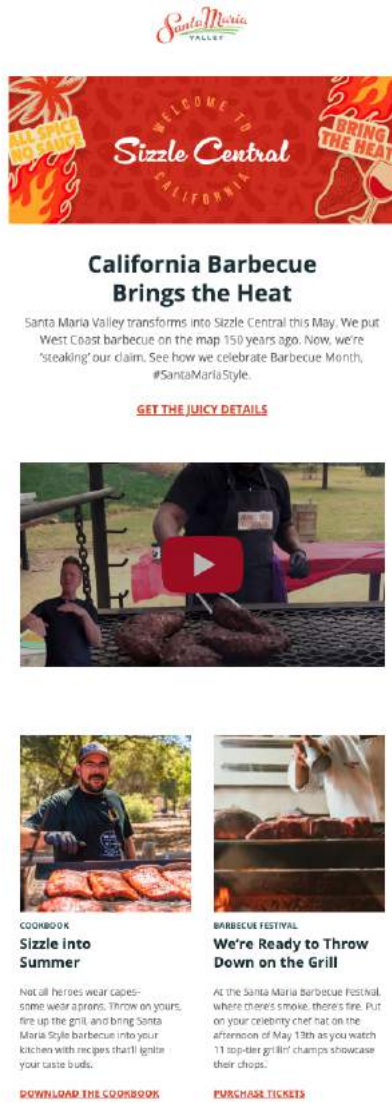 Santa Maria
VALLEY
WELCOME TO
ALL SPICE
NO SAUCE
Sizzle Central
BRING
THE HEAT
CALIFORNIA
California Barbecue
Brings the Heat
Santa Maria Valley transforms into Sizzle Central this May. We put
West Coast barbecue on the map 150 years ago. Now, we're
'steaking' our claim. See how we celebrate Barbecue Month,
#SantaMariaStyle.
GET THE JUICY DETAILS
COOKBOOK
Sizzle into
Summer
Not all heroes wear capes–
some wear aprons. Throw on yours,
fire up the grill, and bring Santa
Maria Style barbecue into your
kitchen with recipes that'll ignite
your taste buds.
DOWNLOAD THE COOKBOOK
BARBECUE FESTIVAL
We're Ready to Throw
Down on the Grill
At the Santa Maria Barbecue Festival,
where there's smoke, there's fire. Put
on your celebrity chef hat on the
afternoon of May 13th as you watch
11 top-tier grillin' champs showcase
their chops.
PURCHASE TICKETS